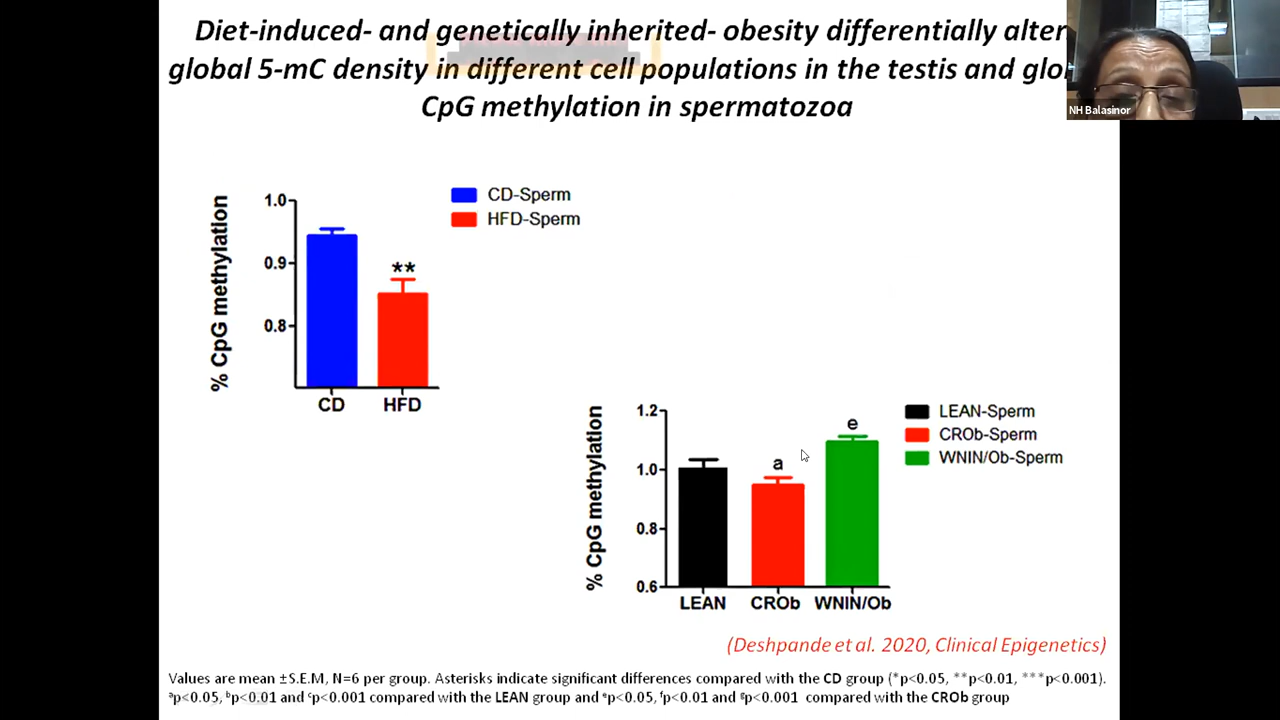 Diet-induced- and genetically inherited- obesity differentially alter
global 5-mC density in different cell populations in the testis and glo
CpG methylation in spermatozoa
NH Balasinor
% CpG methylation
1.0
0.9
0.8
**
CD
HFD
CD-Sperm
HFD-Sperm
% CpG methylation
1.2
1.0
0.8
0.6
a
e
LEAN
CROb
WNIN/Ob
LEAN-Sperm
CROb-Sperm
WNIN/Ob-Sperm
(Deshpande et al. 2020, Clinical Epigenetics)
Values are mean ±S.E.M, N=6 per group. Asterisks indicate significant differences compared with the CD group (*p<0.05, **p<0.01, ***p<0.001).
ᵃp<0.05, ᵇp<0.01 and ᶜp<0.001 compared with the LEAN group and ᵉp<0.05, ᶠp<0.01 and ᵍp<0.001 compared with the CROb group